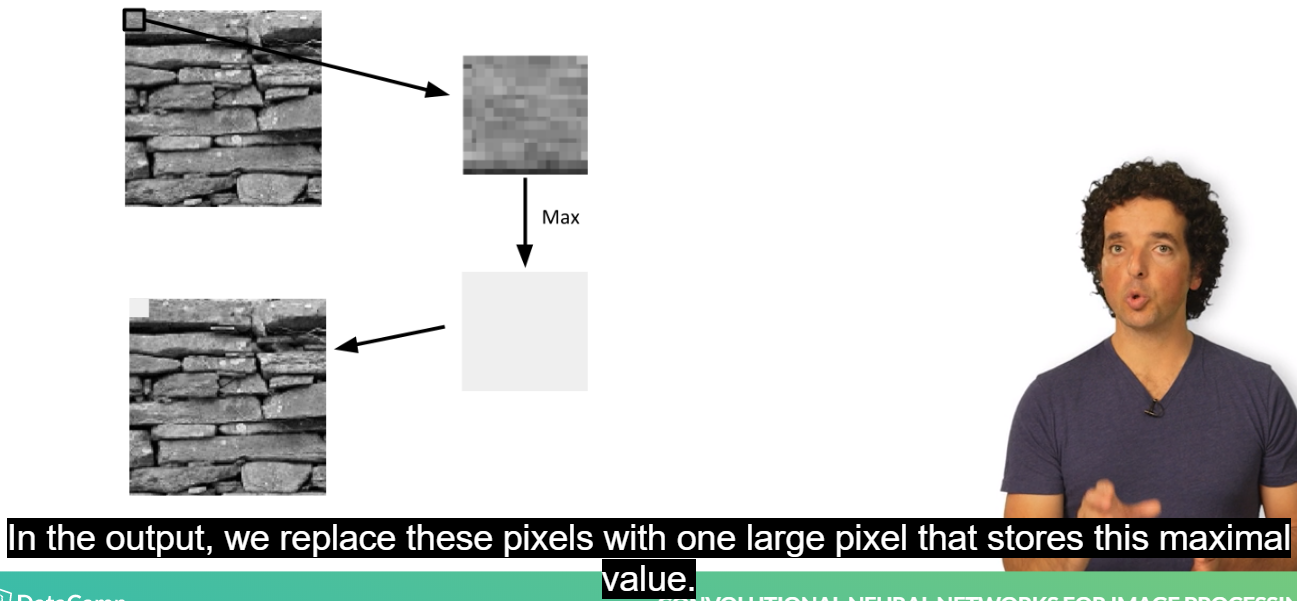 Max
In the output, we replace these pixels with one large pixel that stores this maximal
value.
DataCamp
CONVOLUTIONAL NEURAL NETWORKS FOR IMAGE PROCESSING